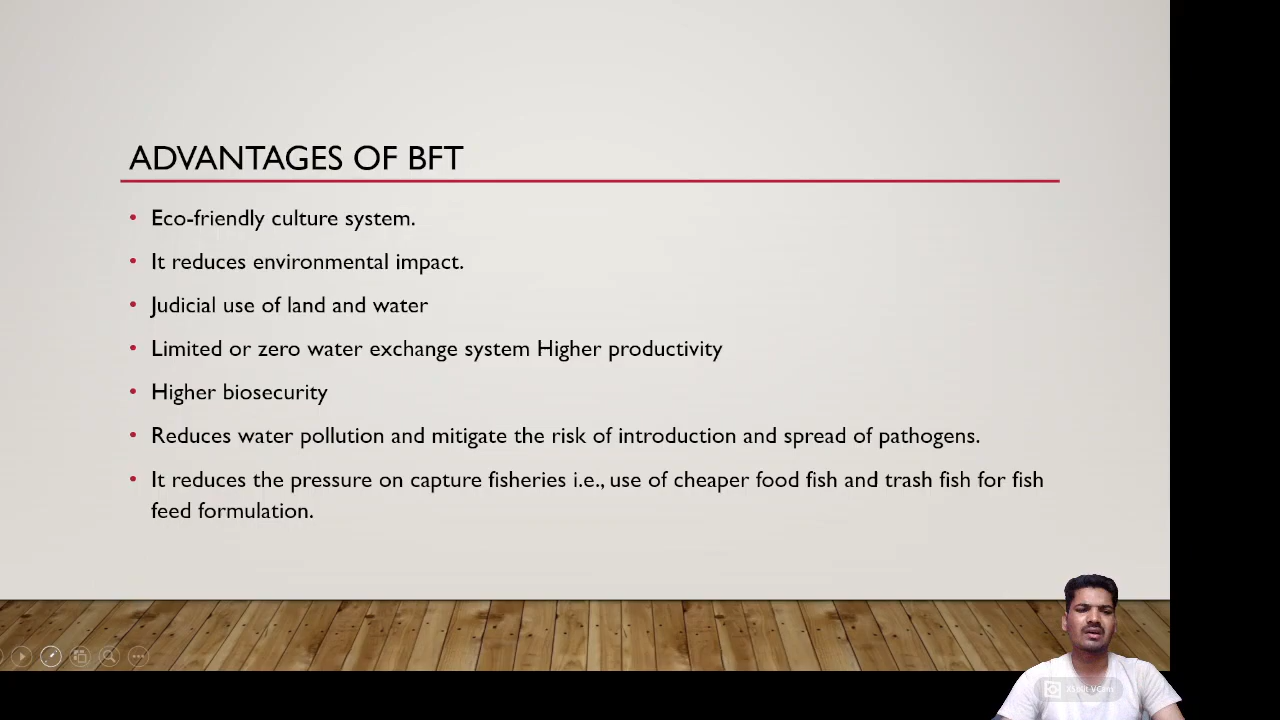 ADVANTAGES OF BFT
• Eco-friendly culture system.
• It reduces environmental impact.
• Judicial use of land and water
• Limited or zero water exchange system Higher productivity
• Higher biosecurity
• Reduces water pollution and mitigate the risk of introduction and spread of pathogens.
• It reduces the pressure on capture fisheries i.e., use of cheaper food fish and trash fish for fish
feed formulation.
XSplit VCam